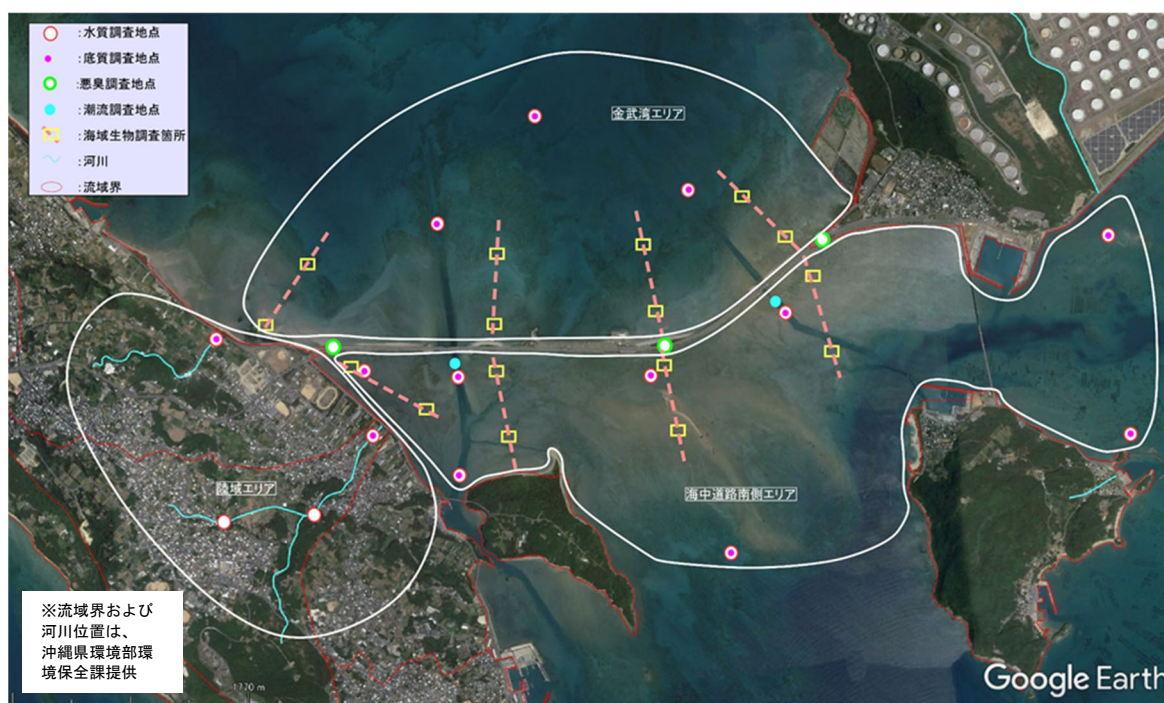 :水質調査地点
:底質調査地点
:悪臭調査地点
:潮流調査地点
:海域生物調査箇所
:河川
:流域界
金武湾エリア
陸域エリア
海中道路南側エリア
※流域界および
河川位置は、
沖縄県環境部環
境保全課提供
1770 m
Google Earth